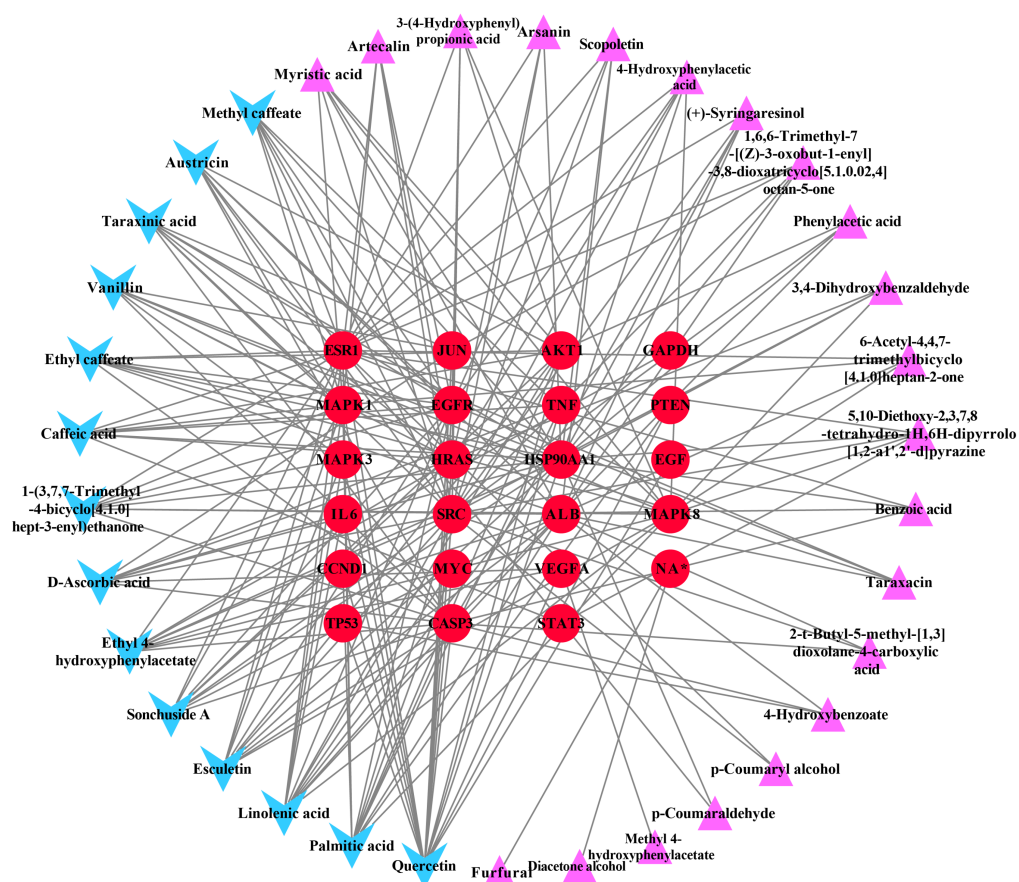 3-(4-Hydroxyphenyl)
propionic acid
Arsanin
Artecalin
Scopoletin
Myristic acid
4-Hydroxyphenylacetic
acid
Methyl caffeate
(+)-Syringaresinol
1,6,6-Trimethyl-7
-[(Z)-3-oxobut-1-enyl]
-3,8-dioxatricyclo[5.1.0.02,4]
octan-5-one
Austricin
Taraxinic acid
Phenylacetic acid
Vanillin
3,4-Dihydroxybenzaldehyde
Ethyl caffeate
6-Acetyl-4,4,7-
trimethylbicyclo
[4.1.0]heptan-2-one
ESR1
JUN
AKT1
GAPDH
MAPK1
EGFR
TNF
PTEN
Caffeic acid
5,10-Diethoxy-2,3,7,8
-tetrahydro-1H,6H-dipyrrolo
[1,2-a1',2'-d]pyrazine
MAPK3
HRAS
HSP90AA1
EGF
1-(3,7,7-Trimethyl
-4-bicyclo[4.1.0]
hept-3-enyl)ethanone
IL6
SRC
ALB
MAPK8
Benzoic acid
CCND1
MYC
VEGFA
NA*
D-Ascorbic acid
Taraxacin
TP53
CASP3
STAT3
Ethyl 4-
hydroxyphenylacetate
2-t-Butyl-5-methyl-[1,3]
dioxolane-4-carboxylic
acid
Sonchuside A
4-Hydroxybenzoate
Esculetin
p-Coumaryl alcohol
Linolenic acid
p-Coumaraldehyde
Palmitic acid
Methyl 4-
hydroxyphenylacetate
Quercetin
Furfural
Diacetone alcohol